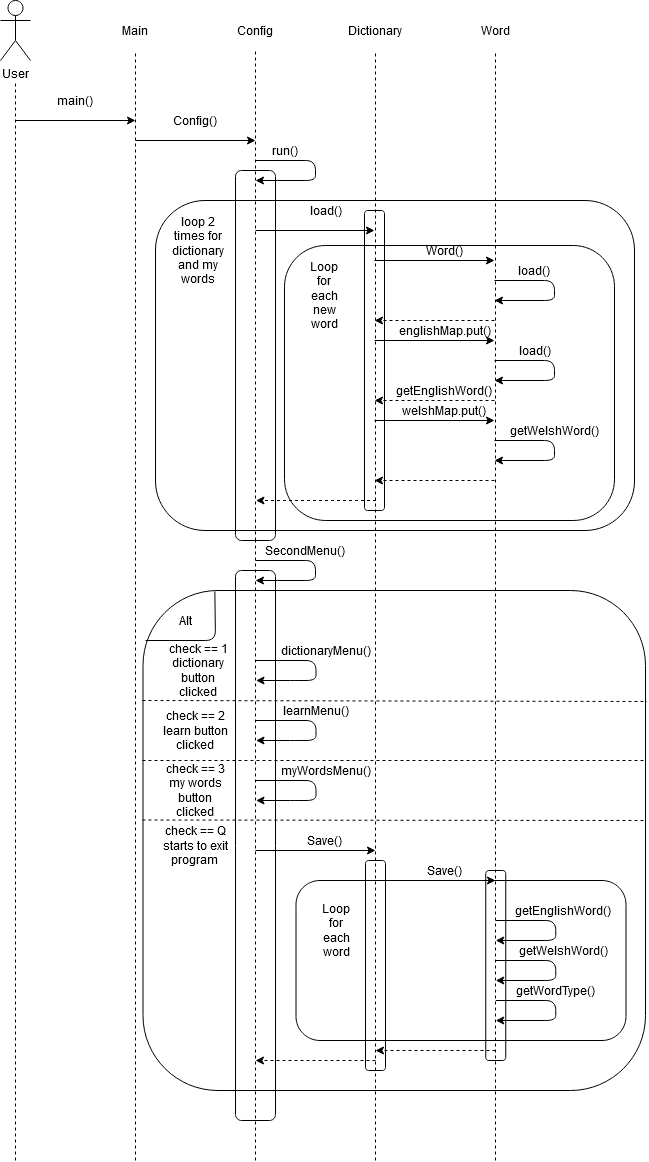 Main
Config
Dictionary
Word
User
main()
Config()
run()
loop 2
times for
dictionary
and my
words
load()
Loop
for
each
new
word
Word()
load()
englishMap.put()
load()
getEnglishWord()
welshMap.put()
getWelshWord()
SecondMenu()
Alt
check == 1
dictionary
button
clicked
dictionaryMenu()
check == 2
learn button
clicked
learnMenu()
check == 3
my words
button
clicked
myWordsMenu()
check == Q
starts to exit
program
Save()
Save()
Loop
for
each
word
getEnglishWord()
getWelshWord()
getWordType()